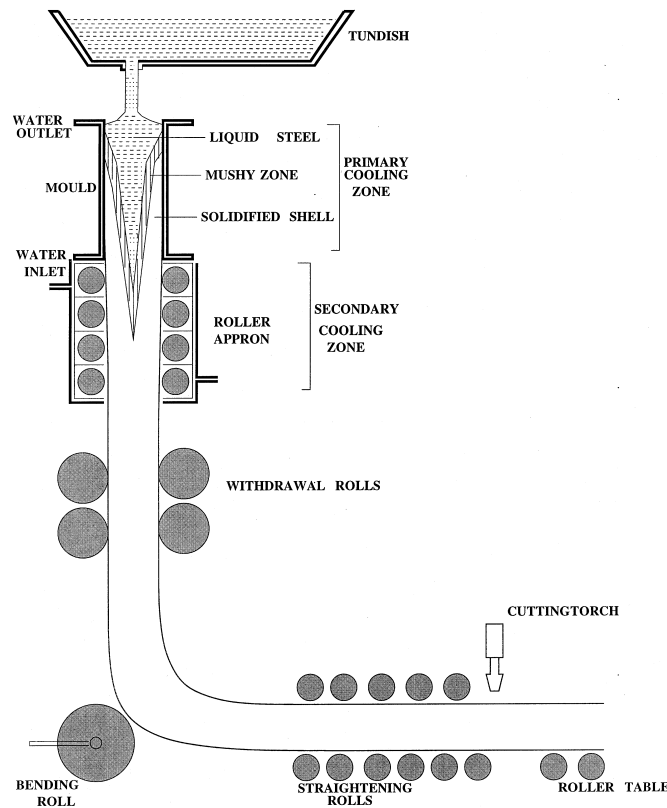 TUNDISH
WATER
OUTLET
LIQUID STEEL
PRIMARY
COOLING
ZONE
MUSHY ZONE
MOULD
SOLIDIFIED SHELL
WATER
INLET
SECONDARY
COOLING
ZONE
ROLLER
APPRON
WITHDRAWAL ROLLS
CUTTINGTORCH
BENDING
ROLL
STRAIGHTENING
ROLLS
ROLLER TABLE